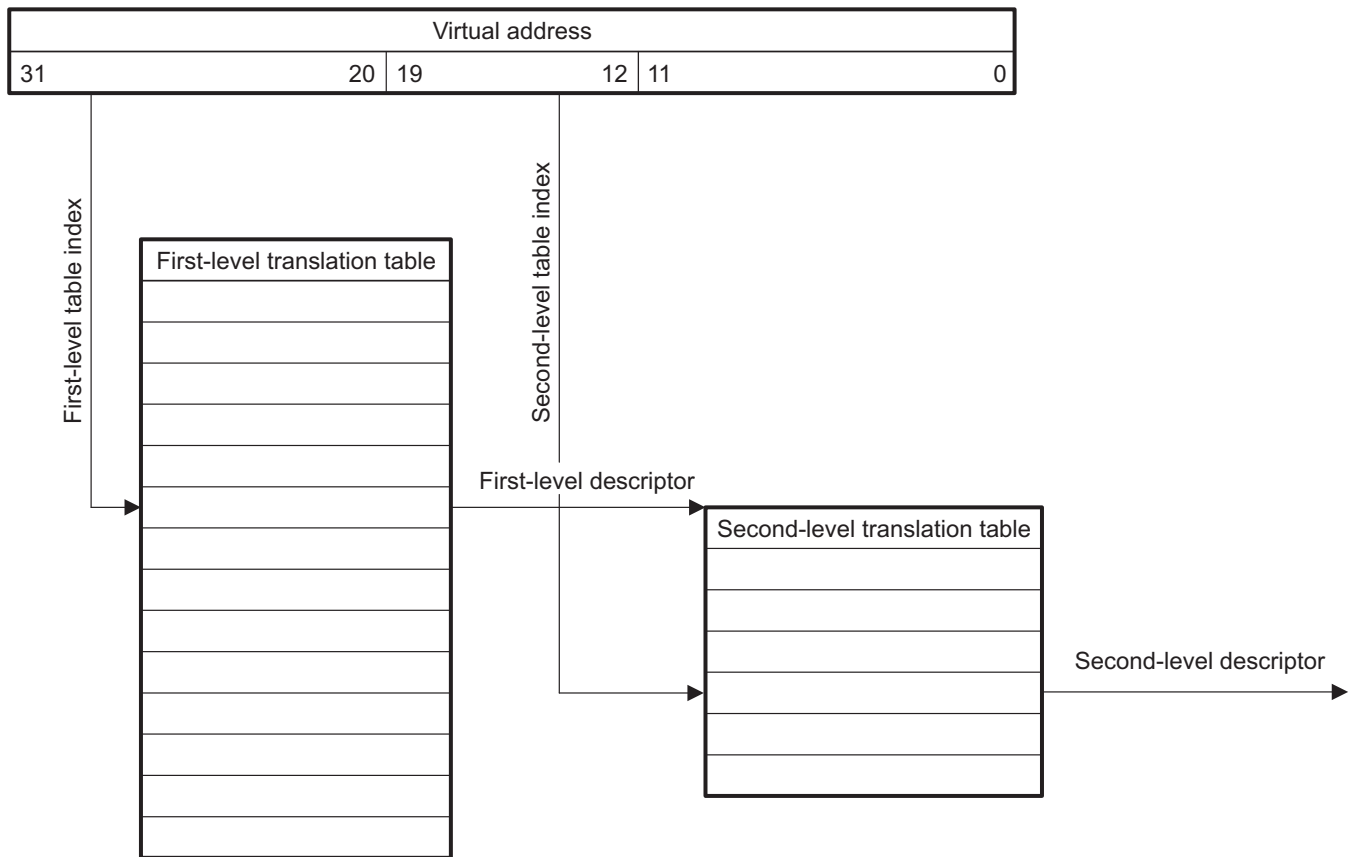 Virtual address
31 20 19 12 11 0
First-level table index
Second-level table index
First-level translation table
First-level descriptor
Second-level translation table
Second-level descriptor